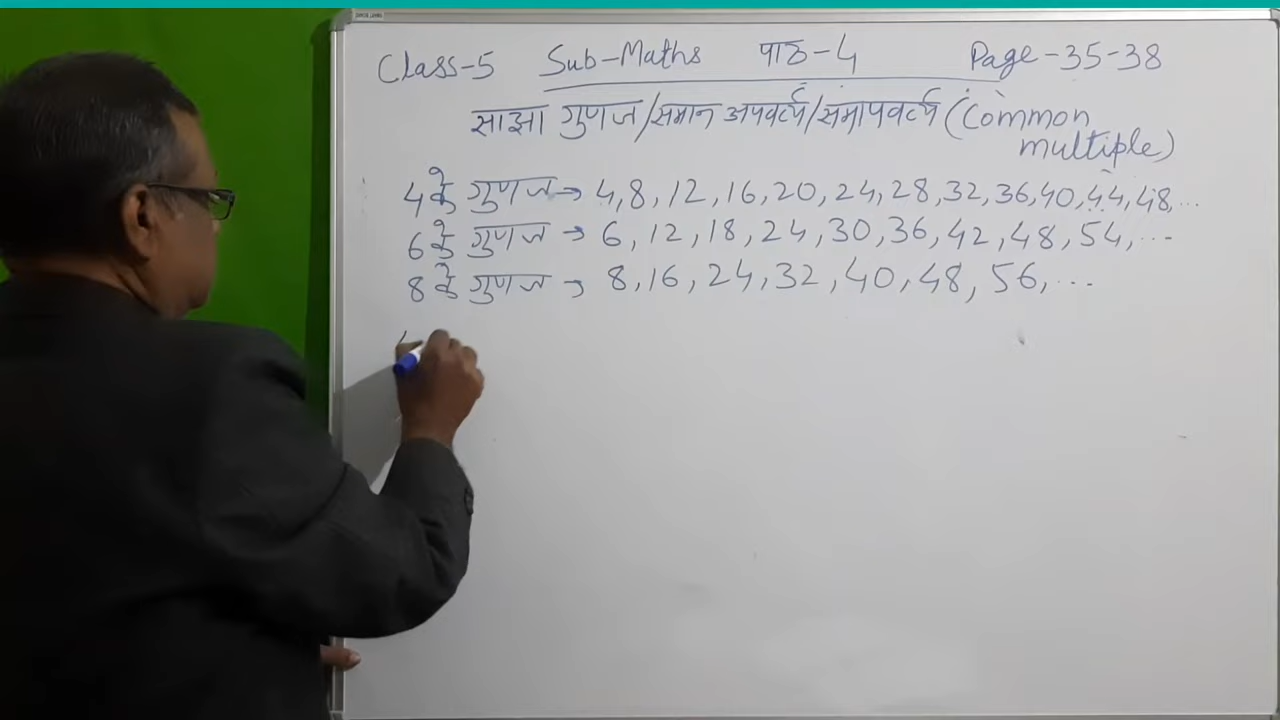 Class-5 Sub-Maths पाठ-4 Page-35-38
साझा गुणज/समान अपवर्त्य/समापवर्त्य (Common
multiple)
4 के गुणज → 4, 8, 12, 16, 20, 24, 28, 32, 36, 40, 44, 48, ...
6 के गुणज → 6, 12, 18, 24, 30, 36, 42, 48, 54, ...
8 के गुणज → 8, 16, 24, 32, 40, 48, 56, ...